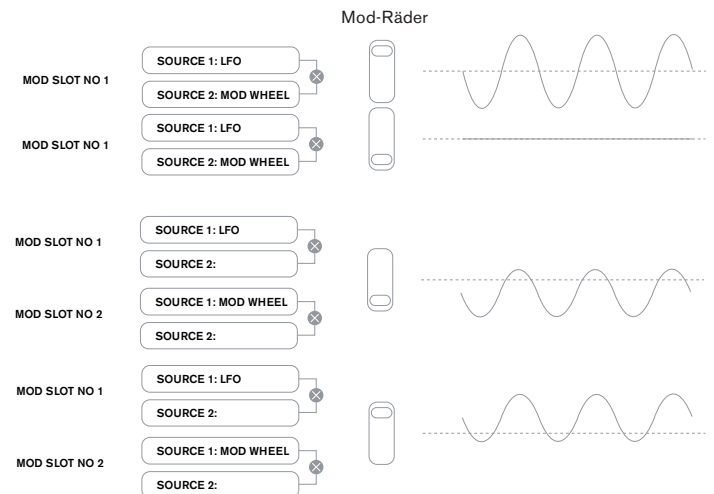 Mod-Räder
MOD SLOT NO 1
SOURCE 1: LFO
SOURCE 2: MOD WHEEL
MOD SLOT NO 1
SOURCE 1: LFO
SOURCE 2: MOD WHEEL
MOD SLOT NO 1
SOURCE 1: LFO
SOURCE 2:
MOD SLOT NO 2
SOURCE 1: MOD WHEEL
SOURCE 2:
MOD SLOT NO 1
SOURCE 1: LFO
SOURCE 2:
MOD SLOT NO 2
SOURCE 1: MOD WHEEL
SOURCE 2: